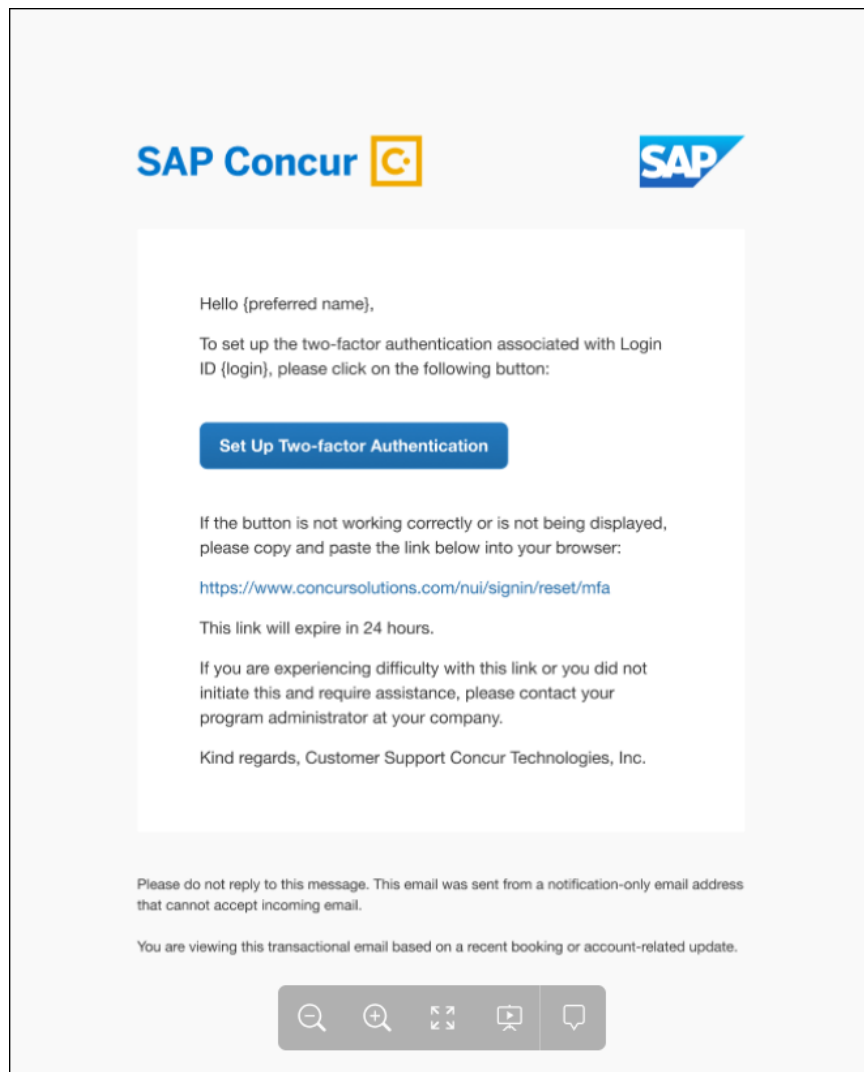 SAP Concur C
SAP
Hello {preferred name},
To set up the two-factor authentication associated with Login
ID {login}, please click on the following button:
Set Up Two-factor Authentication
If the button is not working correctly or is not being displayed,
please copy and paste the link below into your browser:
https://www.concursolutions.com/nui/signin/reset/mfa
This link will expire in 24 hours.
If you are experiencing difficulty with this link or you did not
initiate this and require assistance, please contact your
program administrator at your company.
Kind regards, Customer Support Concur Technologies, Inc.
Please do not reply to this message. This email was sent from a notification-only email address
that cannot accept incoming email.
You are viewing this transactional email based on a recent booking or account-related update.